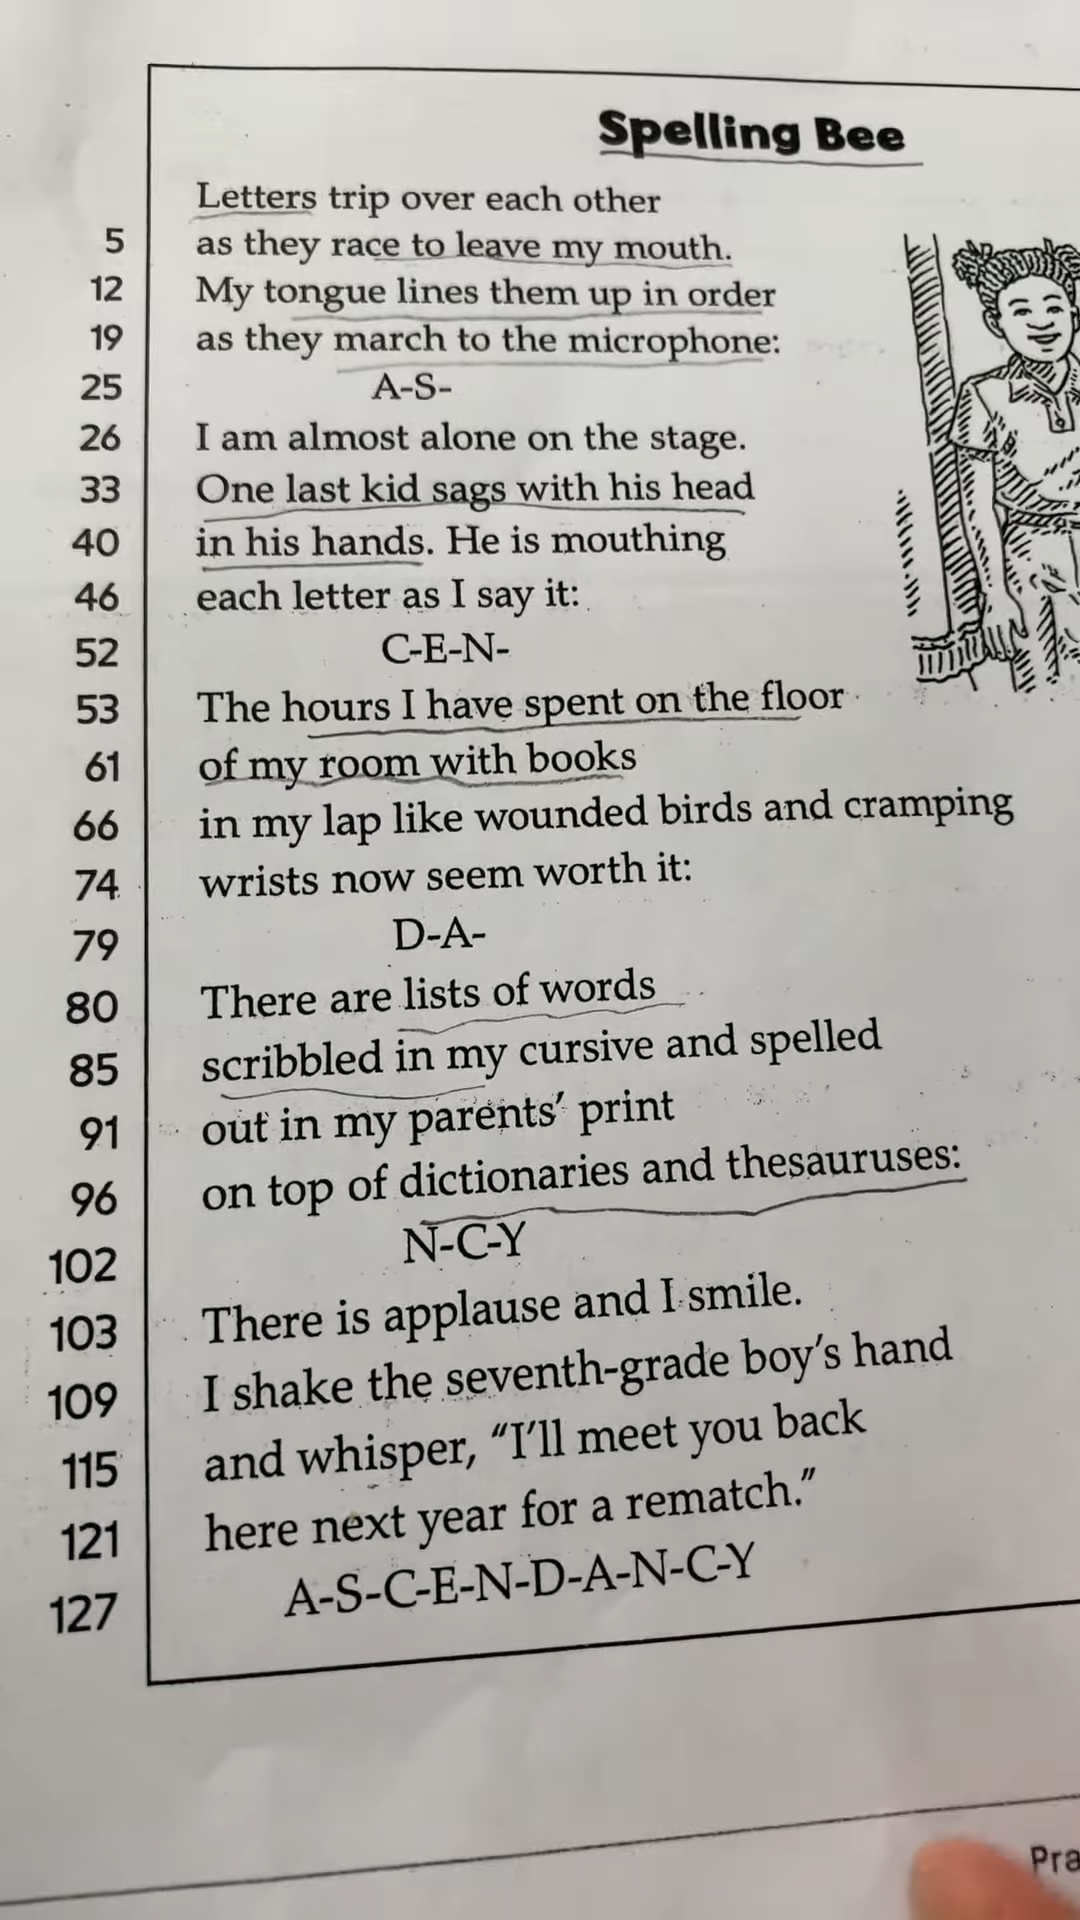 Spelling Bee
Letters trip over each other
5 as they race to leave my mouth.
12 My tongue lines them up in order
19 as they march to the microphone:
25 A-S-
26 I am almost alone on the stage.
33 One last kid sags with his head
40 in his hands. He is mouthing
46 each letter as I say it:
52 C-E-N-
53 The hours I have spent on the floor
61 of my room with books
66 in my lap like wounded birds and cramping
74 wrists now seem worth it:
79 D-A-
80 There are lists of words
85 scribbled in my cursive and spelled
91 out in my parents' print
96 on top of dictionaries and thesauruses:
102 N-C-Y
103 There is applause and I smile.
109 I shake the seventh-grade boy's hand
115 and whisper, "I'll meet you back
121 here next year for a rematch."
127 A-S-C-E-N-D-A-N-C-Y